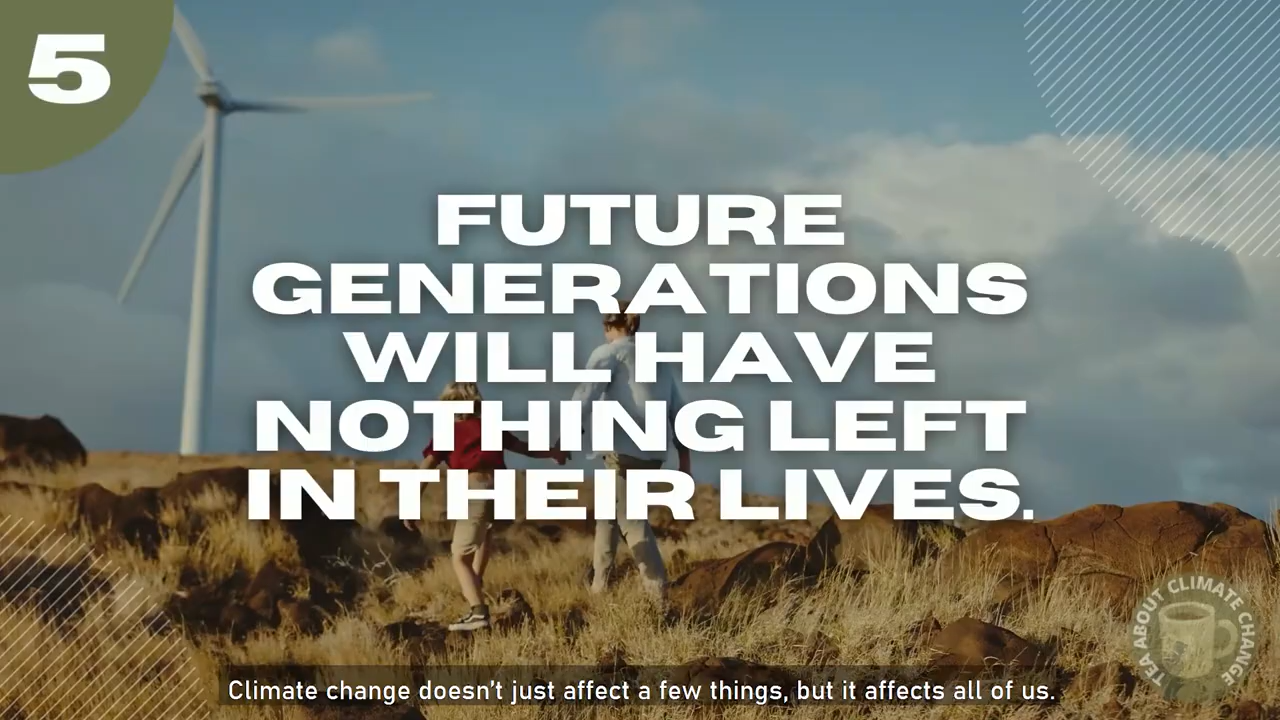 5
FUTURE
GENERATIONS
WILL HAVE
NOTHING LEFT
IN THEIR LIVES.
TEA ABOUT CLIMATE CHANGE
Climate change doesn't just affect a few things, but it affects all of us.